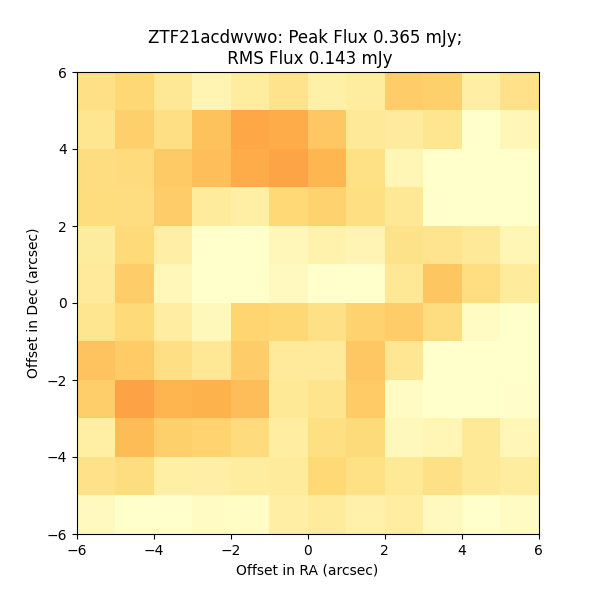 ZTF21acdwvwo: Peak Flux 0.365 mJy;
RMS Flux 0.143 mJy
6
4
2
0
−2
−4
−6
Offset in Dec (arcsec)
−6 −4 −2 0 2 4 6
Offset in RA (arcsec)